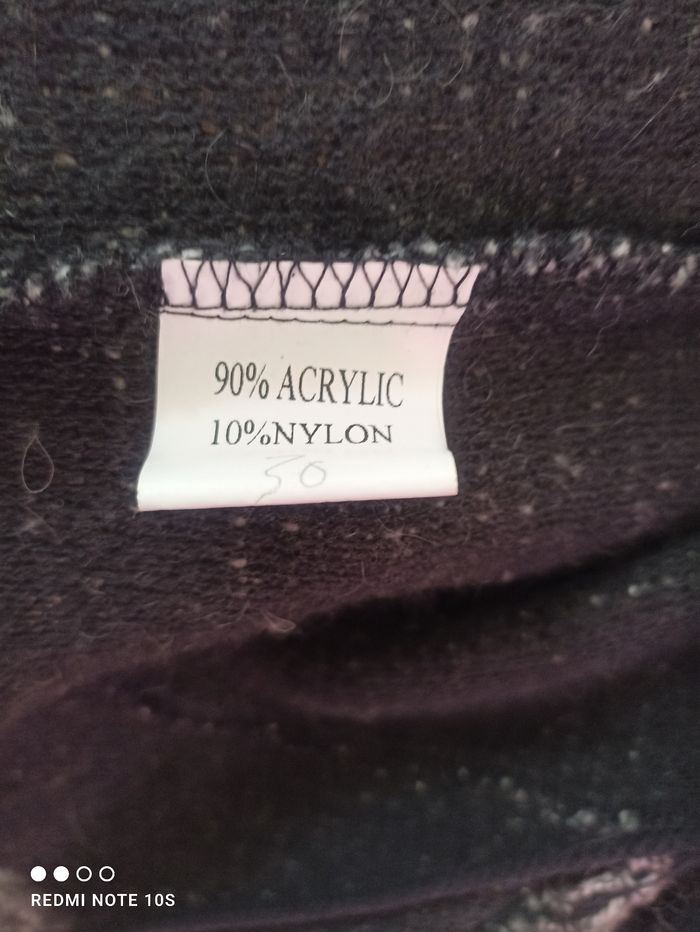 90% ACRYLIC
10%NYLON
50
REDMI NOTE 10S